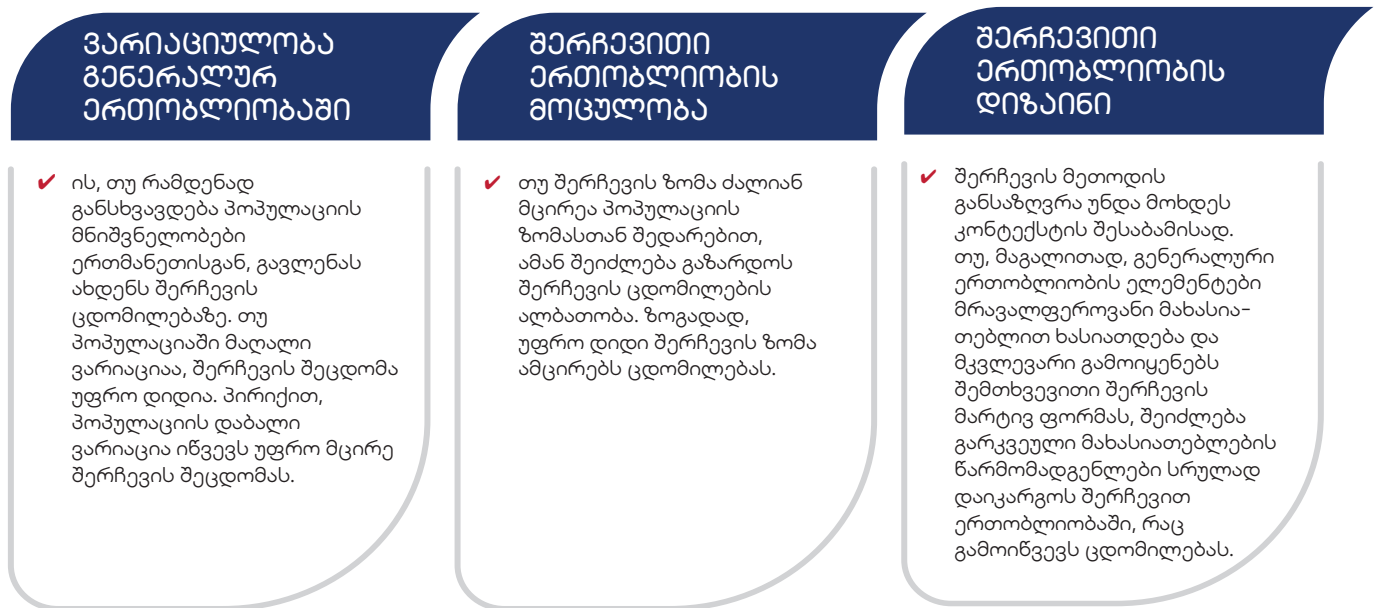 ვარიაციულობა
გენერალურ
ერთობლიობაში
ის, თუ რამდენად
განსხვავდება პოპულაციის
მნიშვნელობები
ერთმანეთისგან, გავლენას
ახდენს შერჩევის
ცდომილებაზე. თუ
პოპულაციაში მაღალი
ვარიაციაა, შერჩევის შეცდომა
უფრო დიდია. პირიქით,
პოპულაციის დაბალი
ვარიაცია იწვევს უფრო მცირე
შერჩევის შეცდომას.
შერჩევითი
ერთობლიობის
მოცულობა
თუ შერჩევის ზომა ძალიან
მცირეა პოპულაციის
ზომასთან შედარებით,
ამან შეიძლება გაზარდოს
შერჩევის ცდომილების
ალბათობა. ზოგადად,
უფრო დიდი შერჩევის ზომა
ამცირებს ცდომილებას.
შერჩევითი
ერთობლიობის
დიზაინი
შერჩევის მეთოდის
განსაზღვრა უნდა მოხდეს
კონტექსტის შესაბამისად.
თუ, მაგალითად, გენერალური
ერთობლიობის ელემენტები
მრავალფეროვანი მახასია-
თებლით ხასიათდება და
მკვლევარი გამოიყენებს
შემთხვევითი შერჩევის
მარტივ ფორმას, შეიძლება
გარკვეული მახასიათებლების
წარმომადგენლები სრულად
დაიკარგოს შერჩევით
ერთობლიობაში, რაც
გამოიწვევს ცდომილებას.